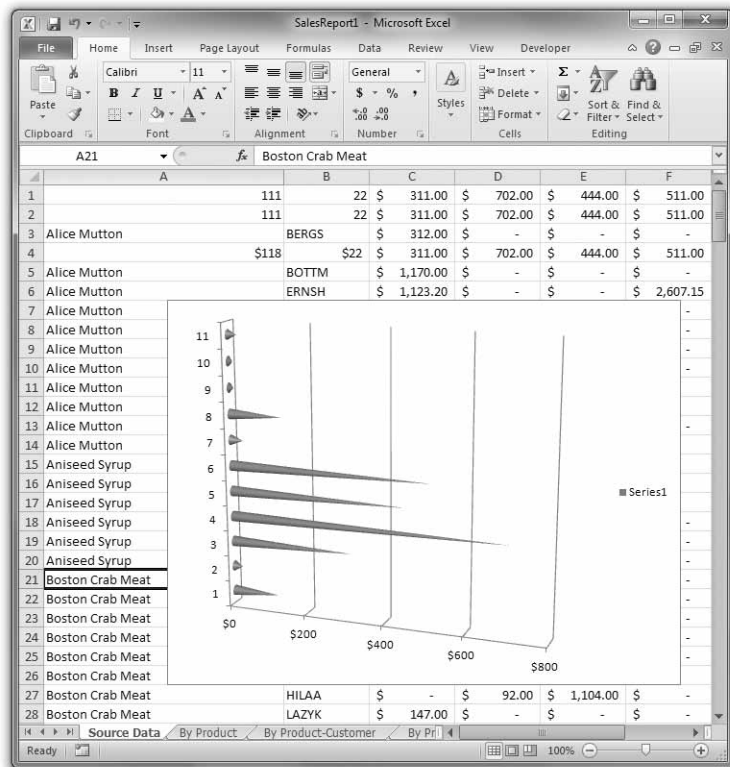 SalesReport1 - Microsoft Excel
File Home Insert Page Layout Formulas Data Review View Developer
Calibri 11 General Insert Σ
Paste B I U A A $ % , Styles Delete Sort & Filter Find & Select
A .00 .0 Format
Clipboard Font Alignment Number Cells Editing
A21 fx Boston Crab Meat
A B C D E F
1 111 22 $ 311.00 $ 702.00 $ 444.00 $ 511.00
2 111 22 $ 311.00 $ 702.00 $ 444.00 $ 511.00
3 Alice Mutton BERGS $ 312.00 $ - $ - $ -
4 $118 $22 $ 311.00 $ 702.00 $ 444.00 $ 511.00
5 Alice Mutton BOTTM $ 1,170.00 $ - $ - $ -
6 Alice Mutton ERNSH $ 1,123.20 $ - $ - $ 2,607.15
7 Alice Mutton -
8 Alice Mutton -
9 Alice Mutton -
10 Alice Mutton -
11 Alice Mutton
12 Alice Mutton
13 Alice Mutton -
14 Alice Mutton
15 Aniseed Syrup
16 Aniseed Syrup
17 Aniseed Syrup
18 Aniseed Syrup -
19 Aniseed Syrup -
20 Aniseed Syrup -
21 Boston Crab Meat -
22 Boston Crab Meat -
23 Boston Crab Meat -
24 Boston Crab Meat -
25 Boston Crab Meat -
26 Boston Crab Meat -
11
10
9
8
7
6
5
4
3
2
1
$0 $200 $400 $600 $800
Series1
27 Boston Crab Meat HILAA $ - $ 92.00 $ 1,104.00 $ -
28 Boston Crab Meat LAZYK $ 147.00 $ - $ - $ -
Source Data By Product By Product-Customer By Pr
Ready 100%